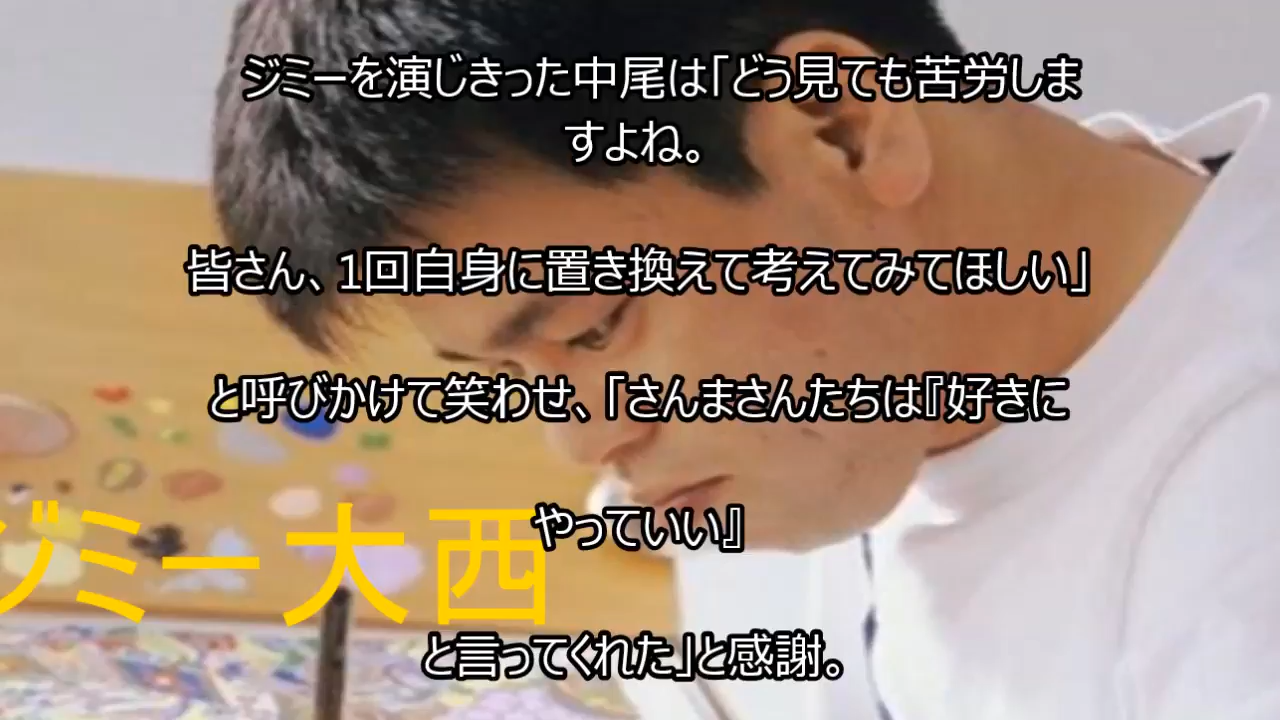 ジミーを演じきった中尾は「どう見ても苦労しま
すよね。
皆さん、1回自身に置き換えて考えてみてほしい」
と呼びかけて笑わせ、「さんまさんたちは『好きに
やっていい』
ジミー大西
と言ってくれた」と感謝。